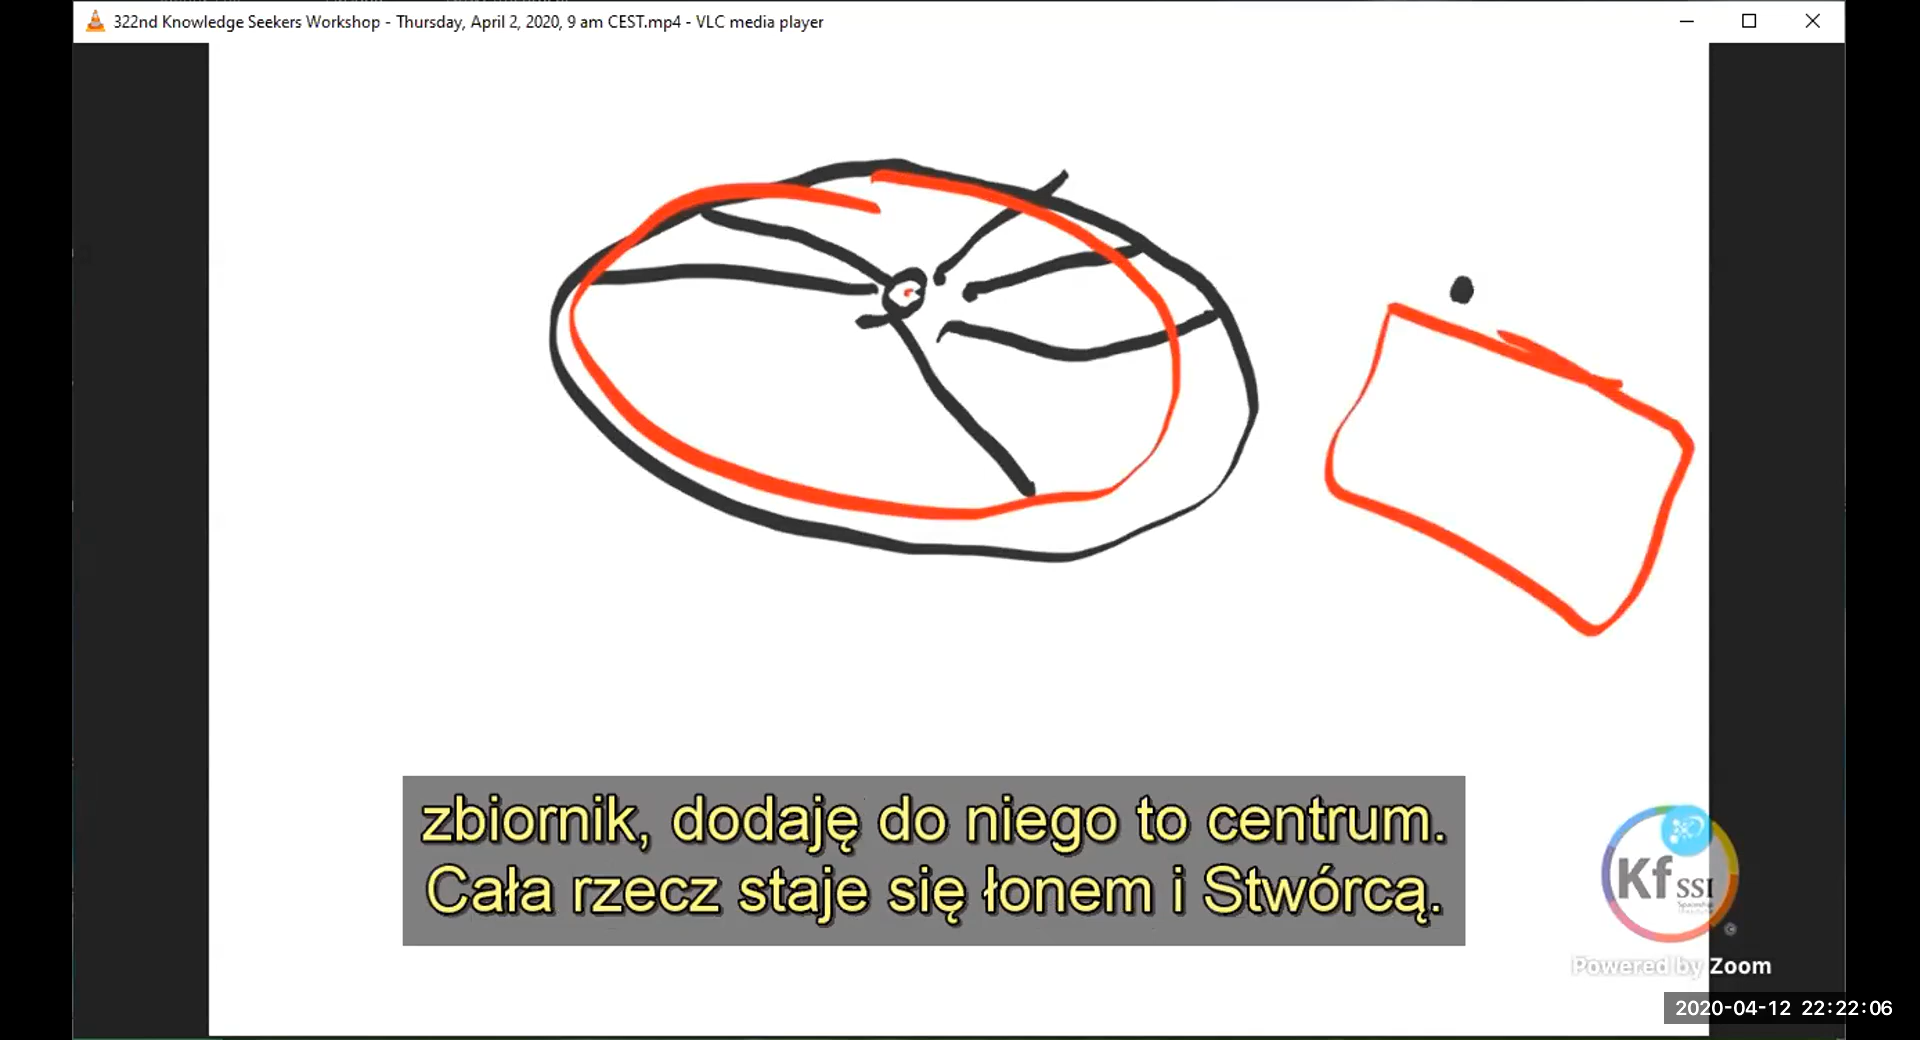 322nd Knowledge Seekers Workshop - Thursday, April 2, 2020, 9 am CEST.mp4 - VLC media player
zbiornik, dodaję do niego to centrum.
Cała rzecz staje się łonem i Stwórcą.
Kf SSI
Powered by Zoom
2020-04-12 22:22:06